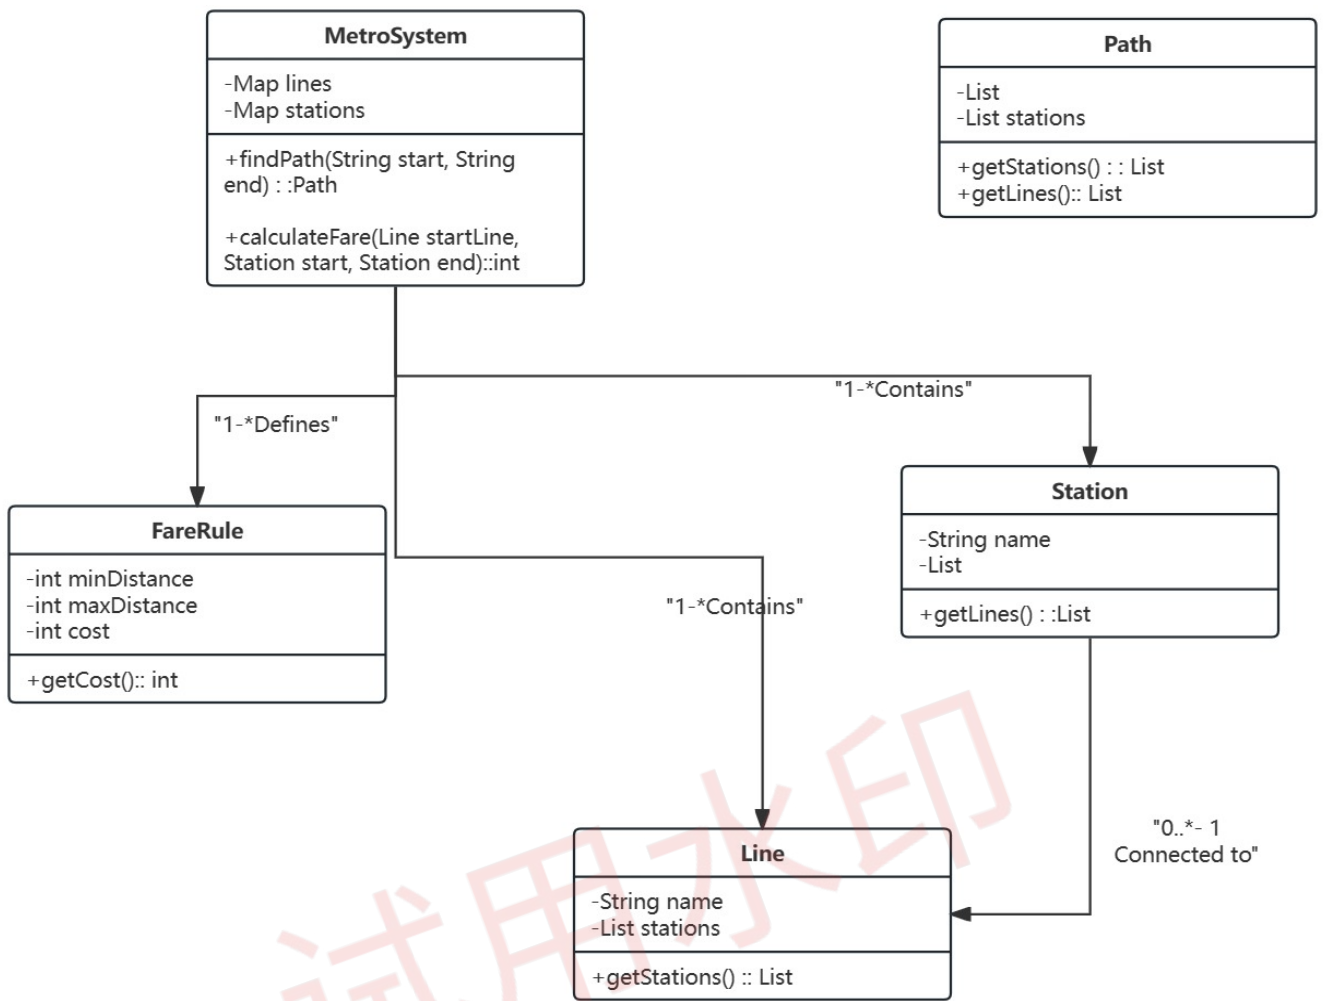 MetroSystem
-Map lines
-Map stations
+findPath(String start, String
end) : :Path
+calculateFare(Line startLine,
Station start, Station end)::int
Path
-List
-List stations
+getStations() : : List
+getLines():: List
"1-*Contains"
"1-*Defines"
Station
-String name
-List
+getLines() : :List
FareRule
-int minDistance
-int maxDistance
-int cost
+getCost():: int
"1-*Contains"
"0..*- 1
Connected to"
Line
-String name
-List stations
+getStations() :: List
试用水印